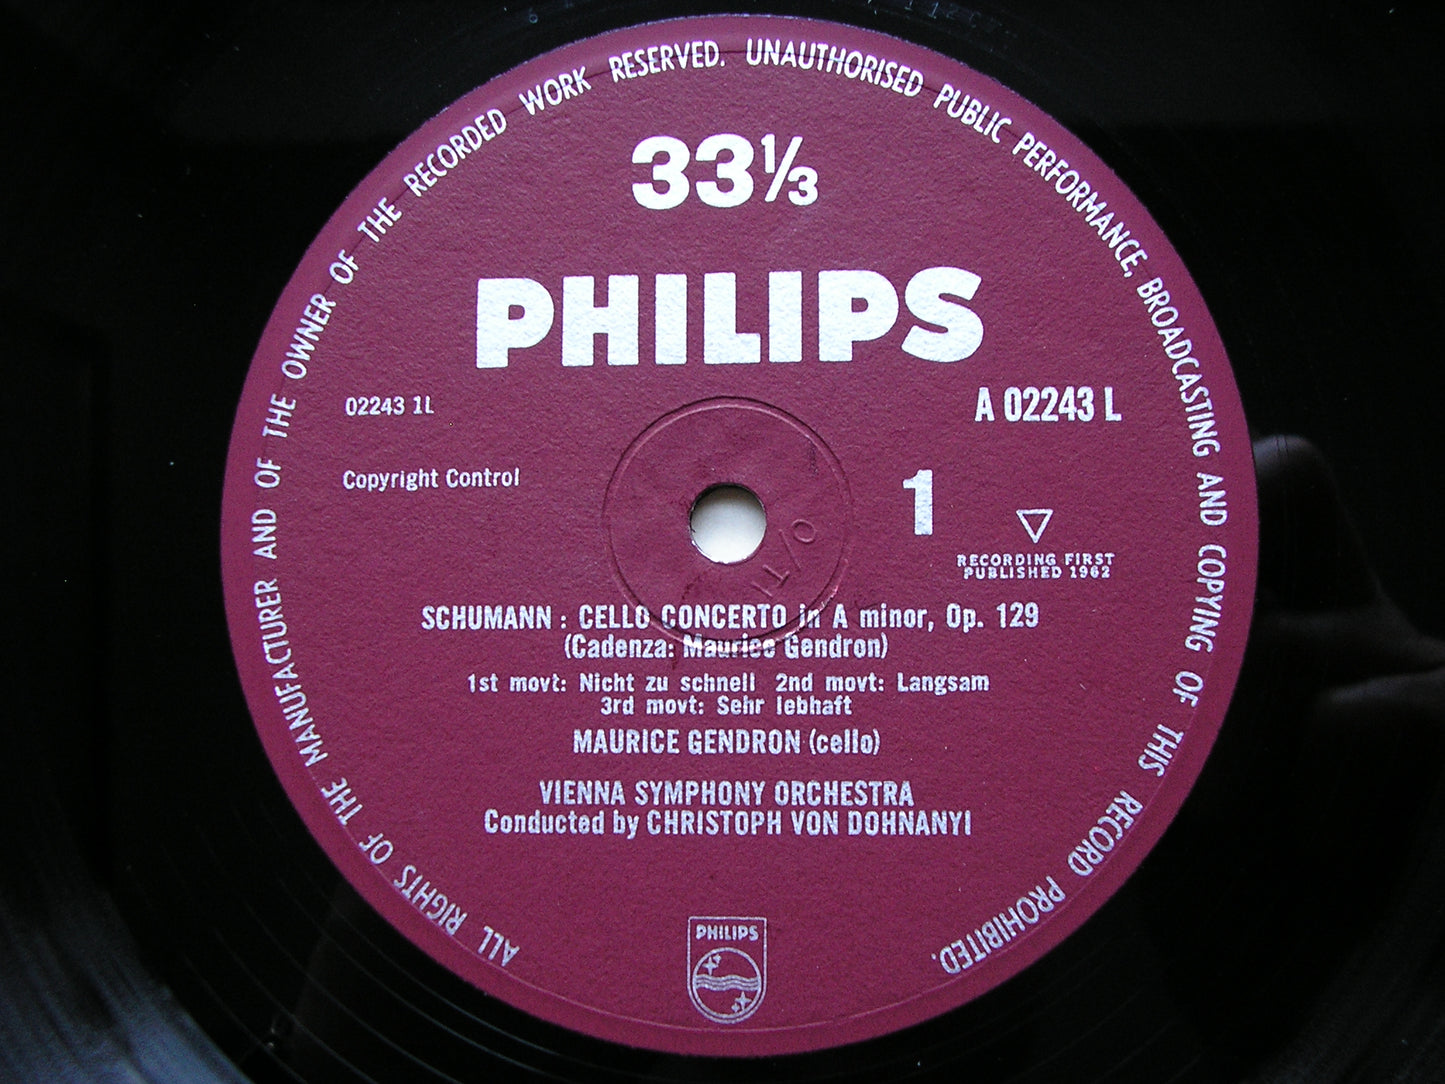 ALL RIGHTS OF THE MANUFACTURER AND OF THE OWNER OF THE RECORDED WORK RESERVED. UNAUTHORISED PUBLIC PERFORMANCE, BROADCASTING AND COPYING OF THIS RECORD PROHIBITED.
33⅓
PHILIPS
02243 1L
A 02243 L
Copyright Control
1
RECORDING FIRST
PUBLISHED 1962
O/TT
SCHUMANN : CELLO CONCERTO in A minor, Op. 129
(Cadenza: Maurice Gendron)
1st movt: Nicht zu schnell 2nd movt: Langsam
3rd movt: Sehr lebhaft
MAURICE GENDRON (cello)
VIENNA SYMPHONY ORCHESTRA
Conducted by CHRISTOPH VON DOHNANYI
PHILIPS